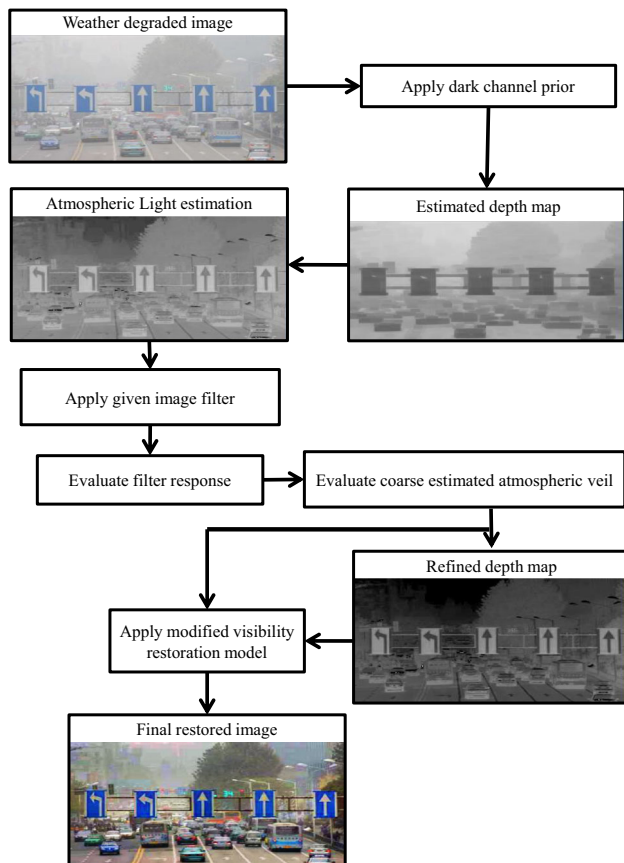 Weather degraded image
Apply dark channel prior
Atmospheric Light estimation
Estimated depth map
Apply given image filter
Evaluate filter response
Evaluate coarse estimated atmospheric veil
Refined depth map
Apply modified visibility
restoration model
Final restored image